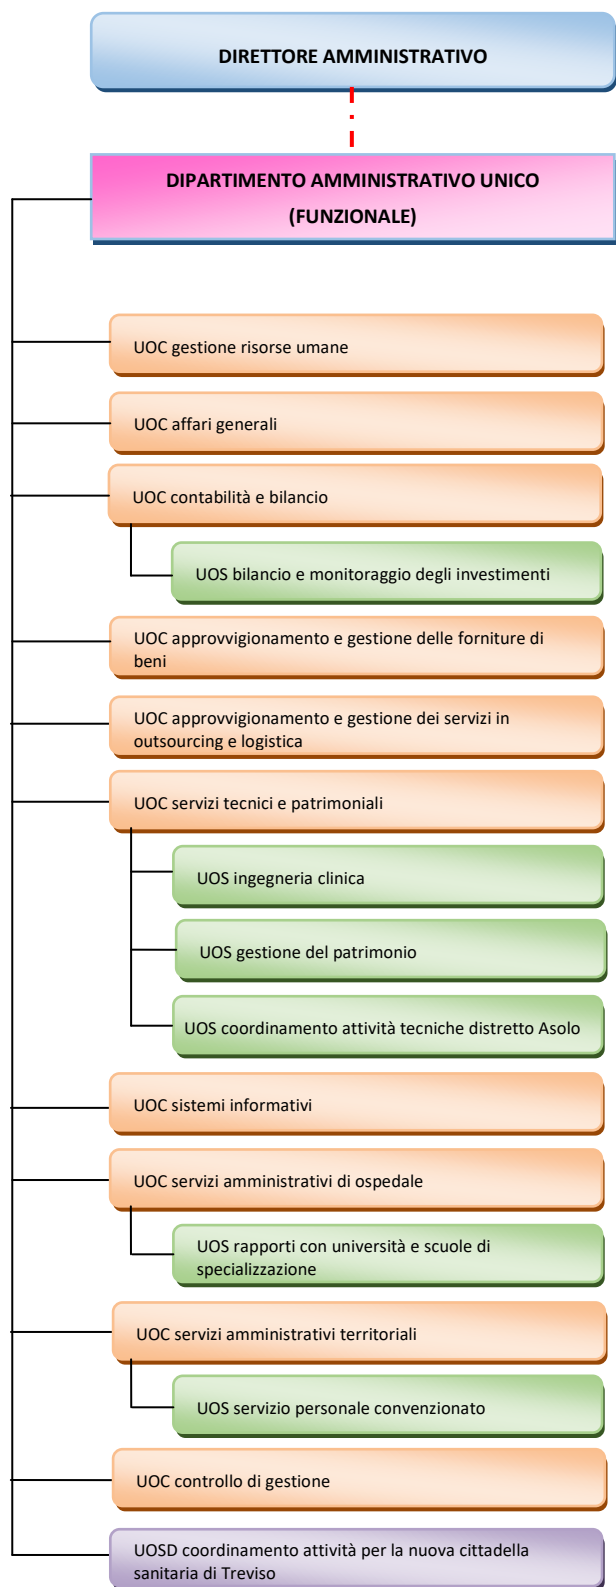 DIRETTORE AMMINISTRATIVO
DIPARTIMENTO AMMINISTRATIVO UNICO
(FUNZIONALE)
UOC gestione risorse umane
UOC affari generali
UOC contabilità e bilancio
UOS bilancio e monitoraggio degli investimenti
UOC approvvigionamento e gestione delle forniture di
beni
UOC approvvigionamento e gestione dei servizi in
outsourcing e logistica
UOC servizi tecnici e patrimoniali
UOS ingegneria clinica
UOS gestione del patrimonio
UOS coordinamento attività tecniche distretto Asolo
UOC sistemi informativi
UOC servizi amministrativi di ospedale
UOS rapporti con università e scuole di
specializzazione
UOC servizi amministrativi territoriali
UOS servizio personale convenzionato
UOC controllo di gestione
UOSD coordinamento attività per la nuova cittadella
sanitaria di Treviso